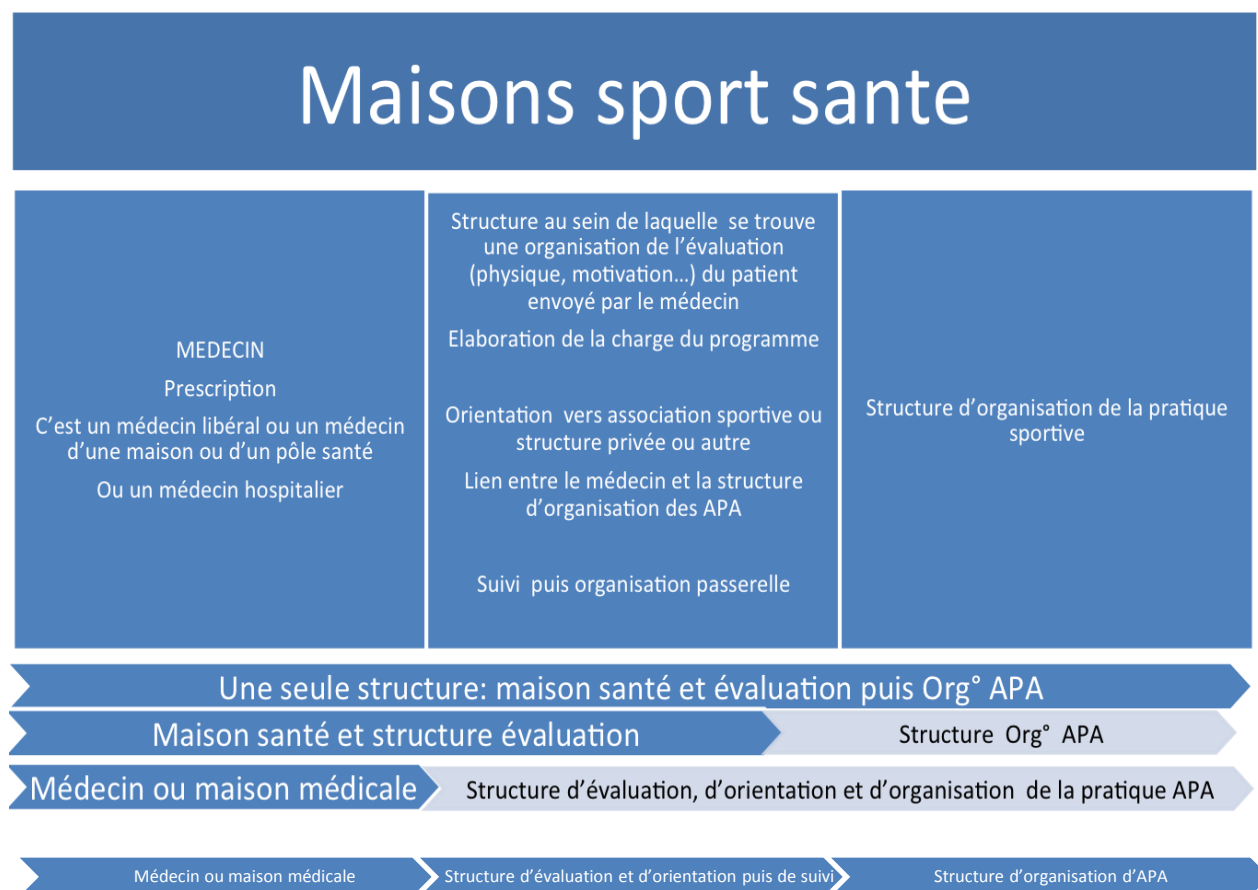 Maisons sport sante
MEDECIN
Prescription
C'est un médecin libéral ou un médecin
d'une maison ou d'un pôle santé
Ou un médecin hospitalier
Structure au sein de laquelle se trouve
une organisation de l'évaluation
(physique, motivation…) du patient
envoyé par le médecin
Elaboration de la charge du programme
Orientation vers association sportive ou
structure privée ou autre
Lien entre le médecin et la structure
d'organisation des APA
Suivi puis organisation passerelle
Structure d'organisation de la pratique
sportive
Une seule structure: maison santé et évaluation puis Org° APA
Maison santé et structure évaluation
Structure Org° APA
Médecin ou maison médicale
Structure d'évaluation, d'orientation et d'organisation de la pratique APA
Médecin ou maison médicale
Structure d'évaluation et d'orientation puis de suivi
Structure d'organisation d'APA